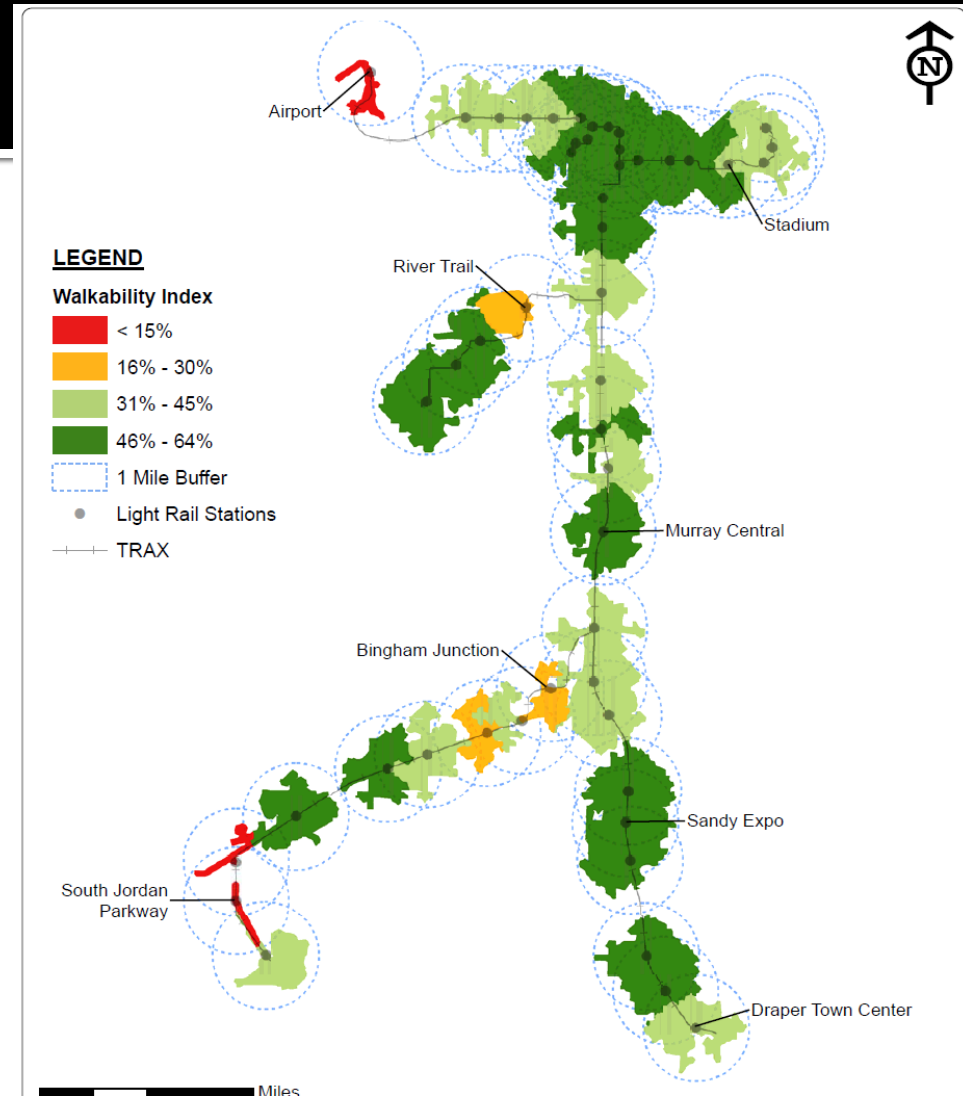 N
Airport
Stadium
LEGEND
River Trail
Walkability Index
< 15%
16% - 30%
31% - 45%
46% - 64%
1 Mile Buffer
Light Rail Stations
TRAX
Murray Central
Bingham Junction
Sandy Expo
South Jordan
Parkway
Draper Town Center
Miles